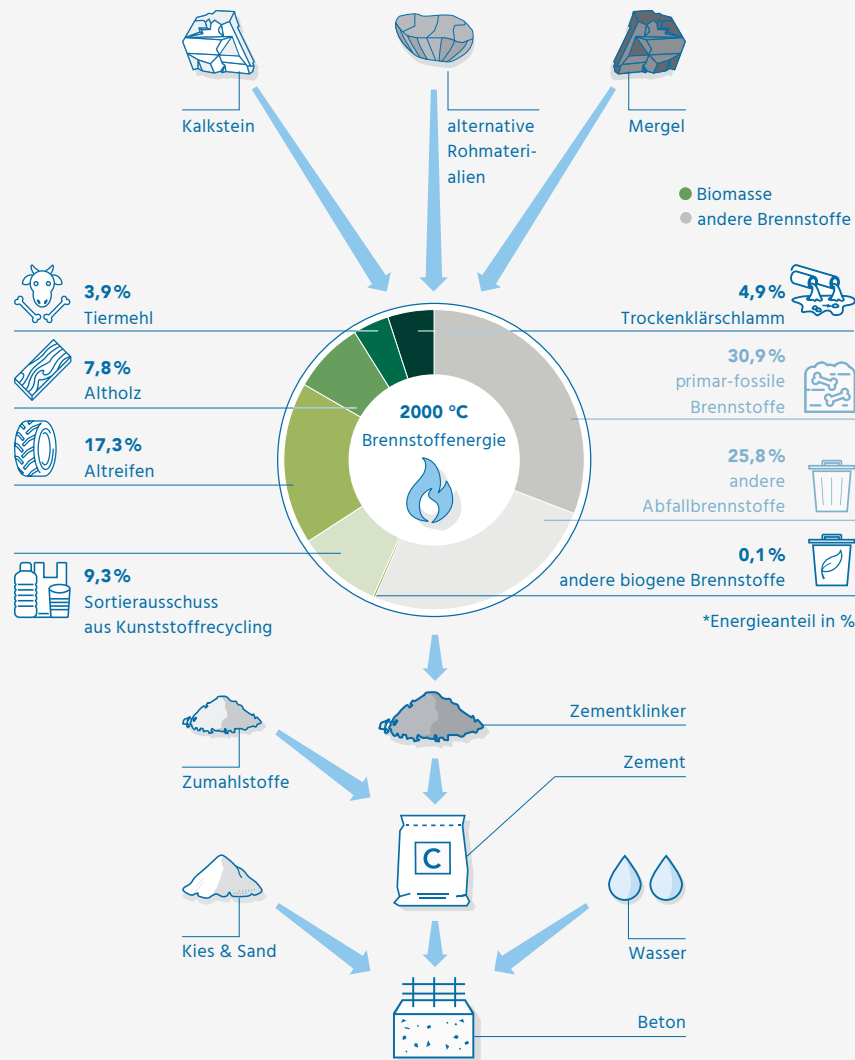 Kalkstein
alternative
Rohmateri-
alien
Mergel
Biomasse
andere Brennstoffe
3,9%
Tiermehl
7,8%
Altholz
17,3%
Altreifen
9,3%
Sortierausschuss
aus Kunststoffrecycling
2000 °C
Brennstoffenergie
4,9%
Trockenklärschlamm
30,9%
primar-fossile
Brennstoffe
25,8%
andere
Abfallbrennstoffe
0,1%
andere biogene Brennstoffe
*Energieanteil in %
Zementklinker
Zumahlstoffe
Zement
C
Kies & Sand
Wasser
Beton